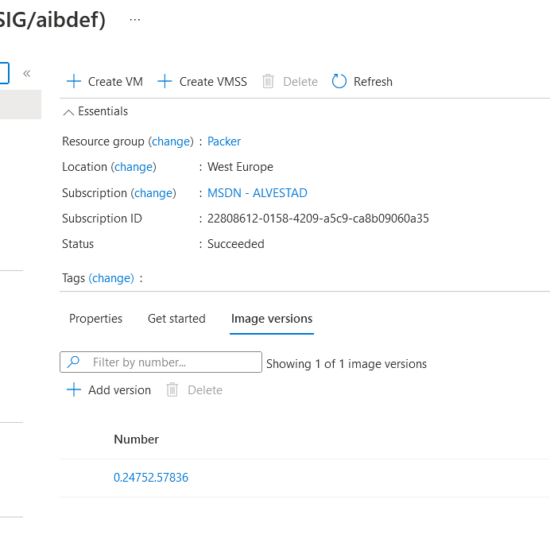 SIG/aibdef) ...
«
Create VM Create VMSS Delete Refresh
Essentials
Resource group (change) : Packer
Location (change) : West Europe
Subscription (change) : MSDN - ALVESTAD
Subscription ID : 22808612-0158-4209-a5c9-ca8b09060a35
Status : Succeeded
Tags (change) :
Properties Get started Image versions
Filter by number... Showing 1 of 1 image versions
Add version Delete
Number
0.24752.57836